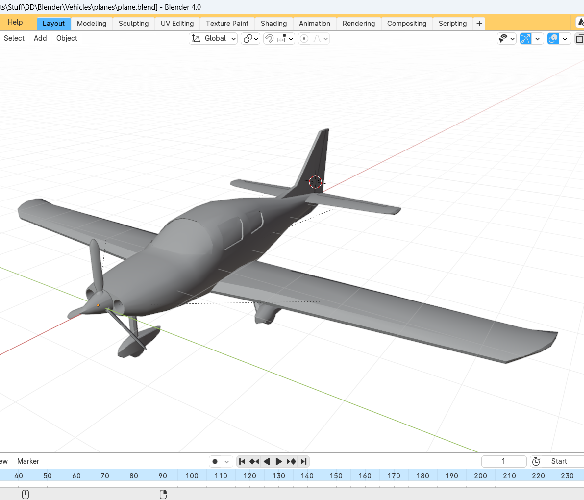 ts\Stuff\3D\Blender\Vehicles\planes\plane.blend] - Blender 4.0
Help Layout Modeling Sculpting UV Editing Texture Paint Shading Animation Rendering Compositing Scripting +
Select Add Object Global
ew Marker 1 Start
40 50 60 70 80 90 100 110 120 130 140 150 160 170 180 190 200 210 220 230